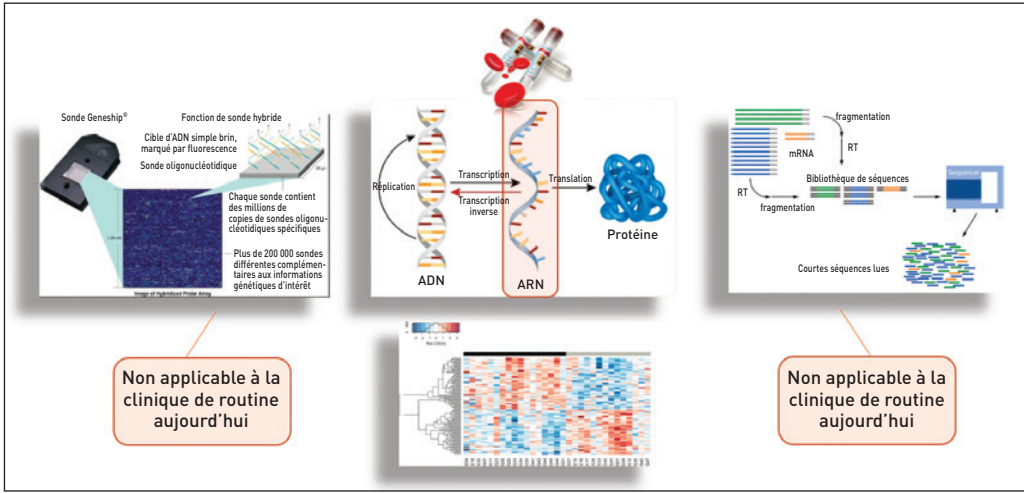 Sonde Geneship®
Fonction de sonde hybride
Cible d'ADN simple brin,
marqué par fluorescence
Sonde oligonucléotidique
Chaque sonde contient
des millions de
copies de sondes oligonu-
cléotidiques spécifiques
Plus de 200 000 sondes
différentes complémen-
taires aux informations
génétiques d'intérêt
Image of Hybridized Probe Array
Non applicable à la
clinique de routine
aujourd'hui
Réplication
Transcription
Transcription
inverse
Translation
Protéine
ADN
ARN
fragmentation
RT
mRNA
Bibliothèque de séquences
RT
fragmentation
Sequencer
Courtes séquences lues
Non applicable à la
clinique de routine
aujourd'hui